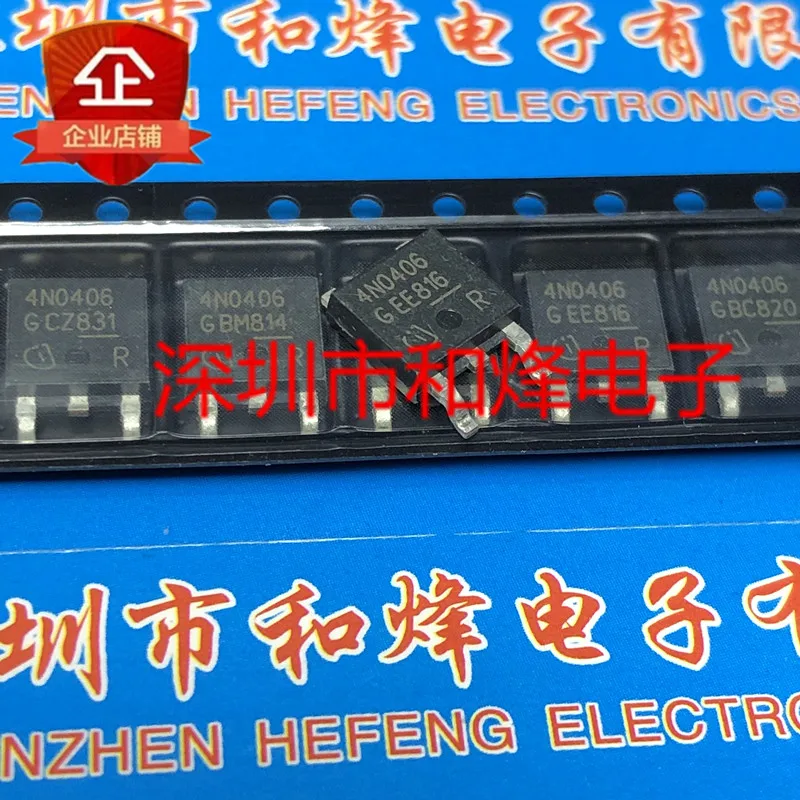 深圳市和烽电子有限
ENZHEN HEFENG ELECTRONICS
企
企业店铺
4N0406
GCZ831
R
4N0406
GBM814
4N0406
GEE816
R
4N0406
GEE816
R
4N0406
GBC820
深圳市和烽电子
圳市和烽电子有
ENZHEN HEFENG ELECTRO